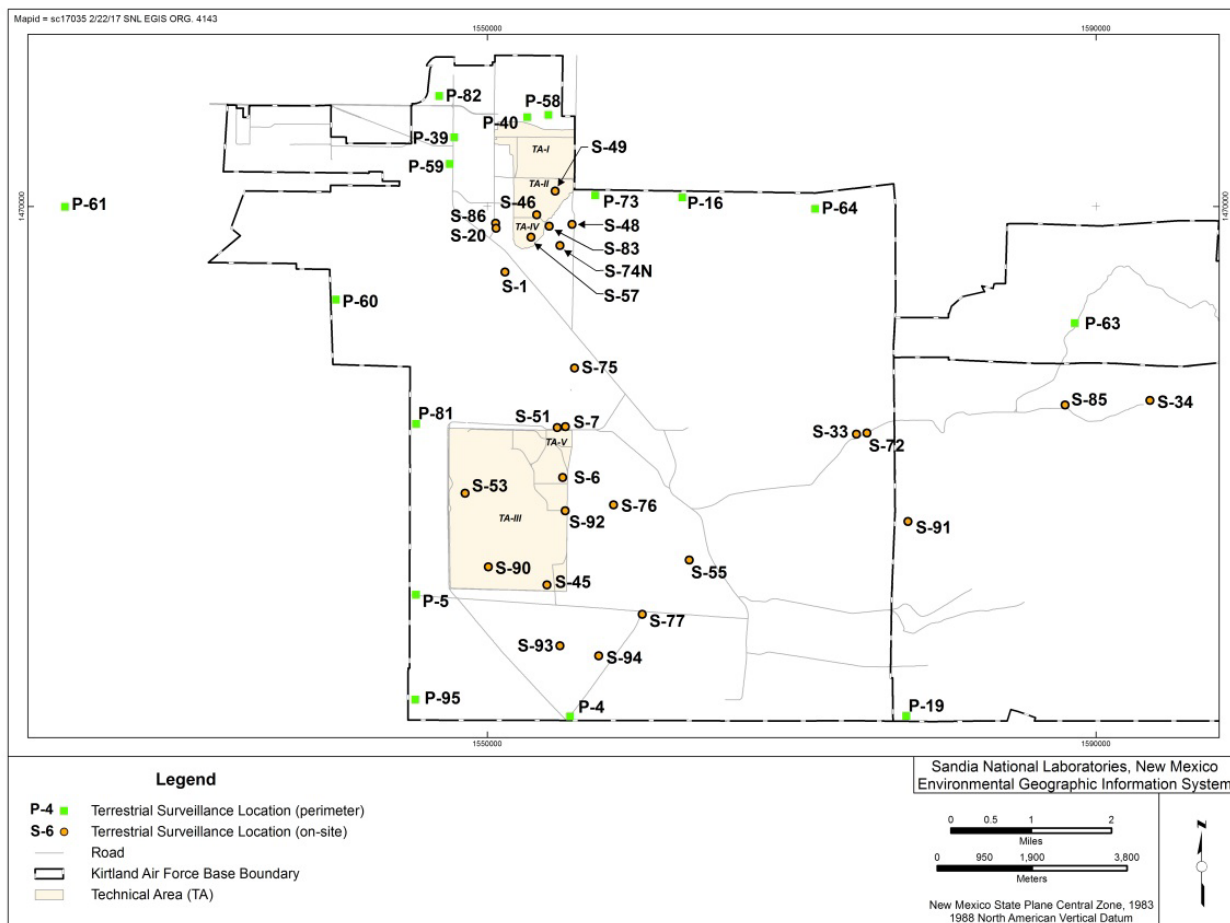 Mapid = sc17035 2/22/17 SNL EGIS ORG. 4143
1550000
1590000
P-82
P-58
P-40
P-39
TA-I
S-49
P-59
TA-II
P-61
1470000
S-46
P-73
P-16
P-64
1470000
S-86
S-20
TA-IV
S-48
S-83
S-74N
S-1
S-57
P-60
P-63
S-75
S-85
S-34
P-81
S-51
S-7
TA-V
S-33
S-72
S-6
S-53
S-76
TA-III
S-92
S-91
S-90
S-45
S-55
P-5
S-77
S-93
S-94
P-95
P-4
P-19
1550000
1590000
Legend
P-4 Terrestrial Surveillance Location (perimeter)
S-6 Terrestrial Surveillance Location (on-site)
Road
Kirtland Air Force Base Boundary
Technical Area (TA)
Sandia National Laboratories, New Mexico
Environmental Geographic Information System
0 0.5 1 2
Miles
0 950 1,900 3,800
Meters
N
New Mexico State Plane Central Zone, 1983
1988 North American Vertical Datum